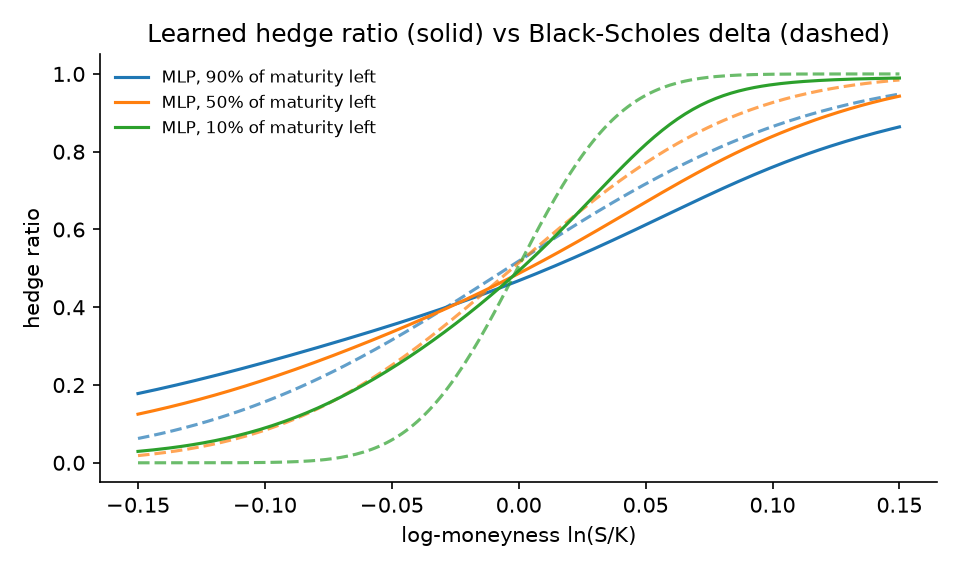 Learned hedge ratio (solid) vs Black-Scholes delta (dashed)
MLP, 90% of maturity left
MLP, 50% of maturity left
MLP, 10% of maturity left
hedge ratio
1.0
0.8
0.6
0.4
0.2
0.0
−0.15 −0.10 −0.05 0.00 0.05 0.10 0.15
log-moneyness ln(S/K)